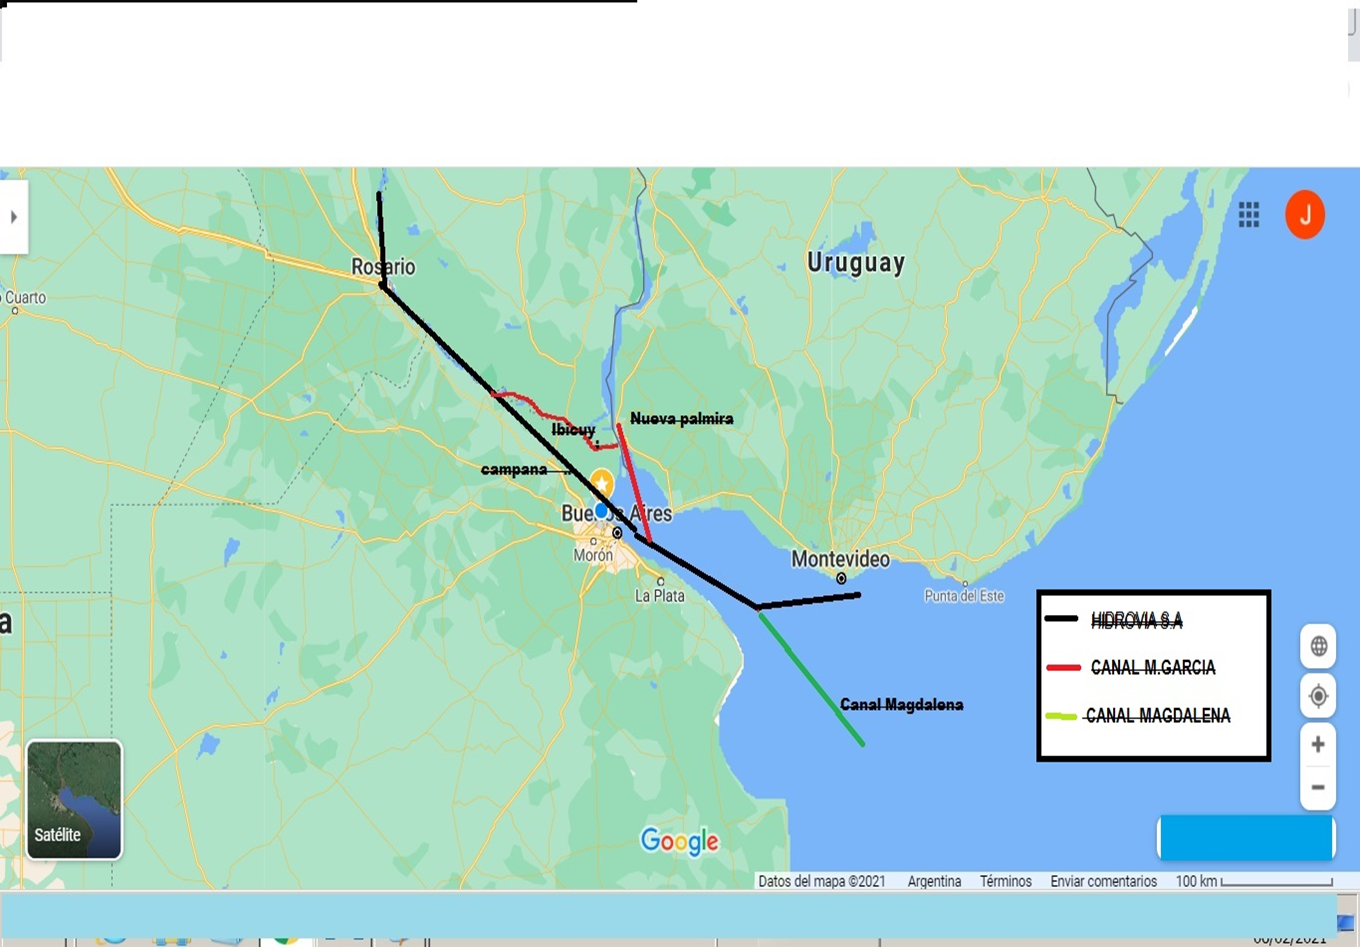 J
Uruguay
Rosario
Cuarto
Nueva palmira
Ibicuy
campana
Buenos Aires
Morón
Montevideo
La Plata
Punta del Este
a
HIDROVIA S.A
CANAL M.GARCIA
CANAL MAGDALENA
Canal Magdalena
Satélite
Google
Datos del mapa ©2021 Argentina Términos Enviar comentarios 100 km